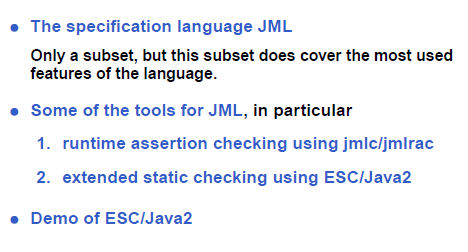 • The specification language JML
Only a subset, but this subset does cover the most used
features of the language.
• Some of the tools for JML, in particular
1. runtime assertion checking using jmlc/jmlrac
2. extended static checking using ESC/Java2
• Demo of ESC/Java2